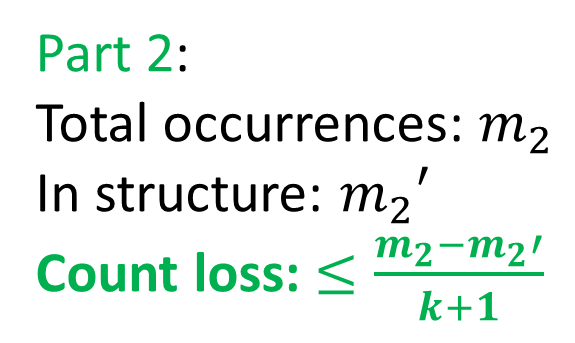 Part 2:
Total occurrences: m₂
In structure: m₂′
Count loss: ≤ (m₂−m₂′)/(k+1)